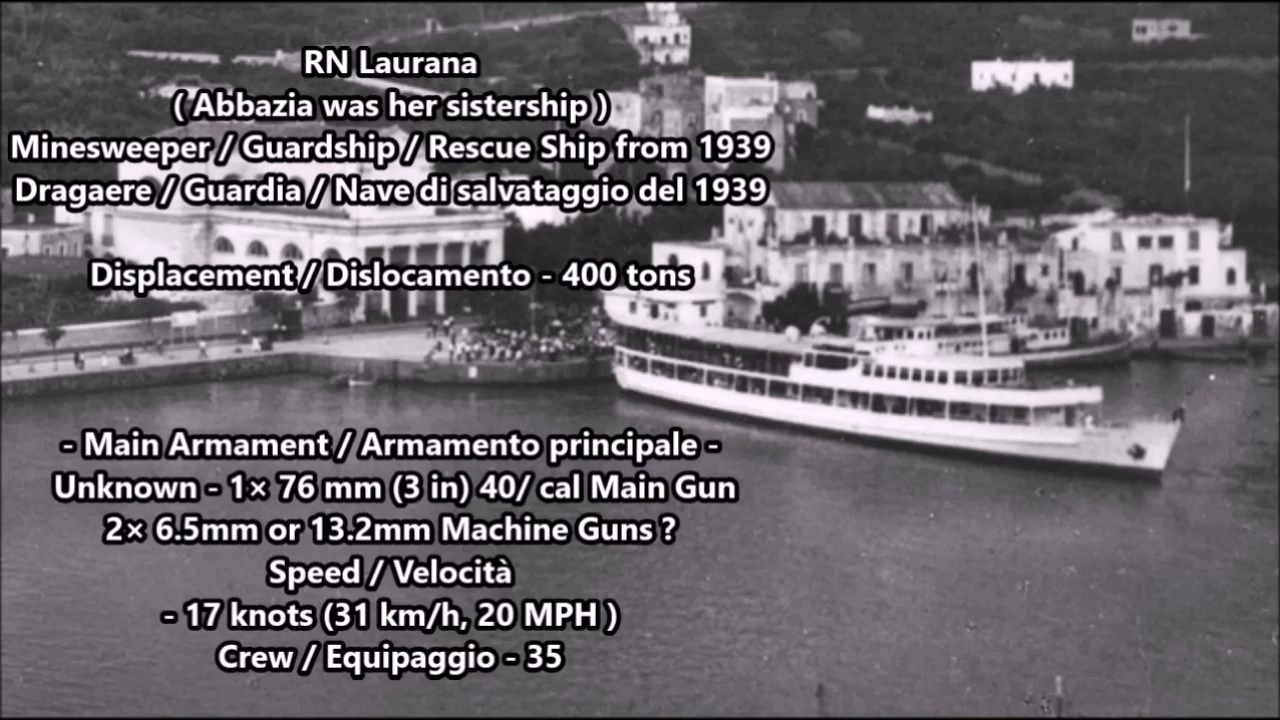 RN Laurana
( Abbazia was her sistership )
Minesweeper / Guardship / Rescue Ship from 1939
Dragaere / Guardia / Nave di salvataggio del 1939
Displacement / Dislocamento - 400 tons
- Main Armament / Armamento principale -
Unknown - 1× 76 mm (3 in) 40/ cal Main Gun
2× 6.5mm or 13.2mm Machine Guns ?
Speed / Velocità
- 17 knots (31 km/h, 20 MPH )
Crew / Equipaggio - 35